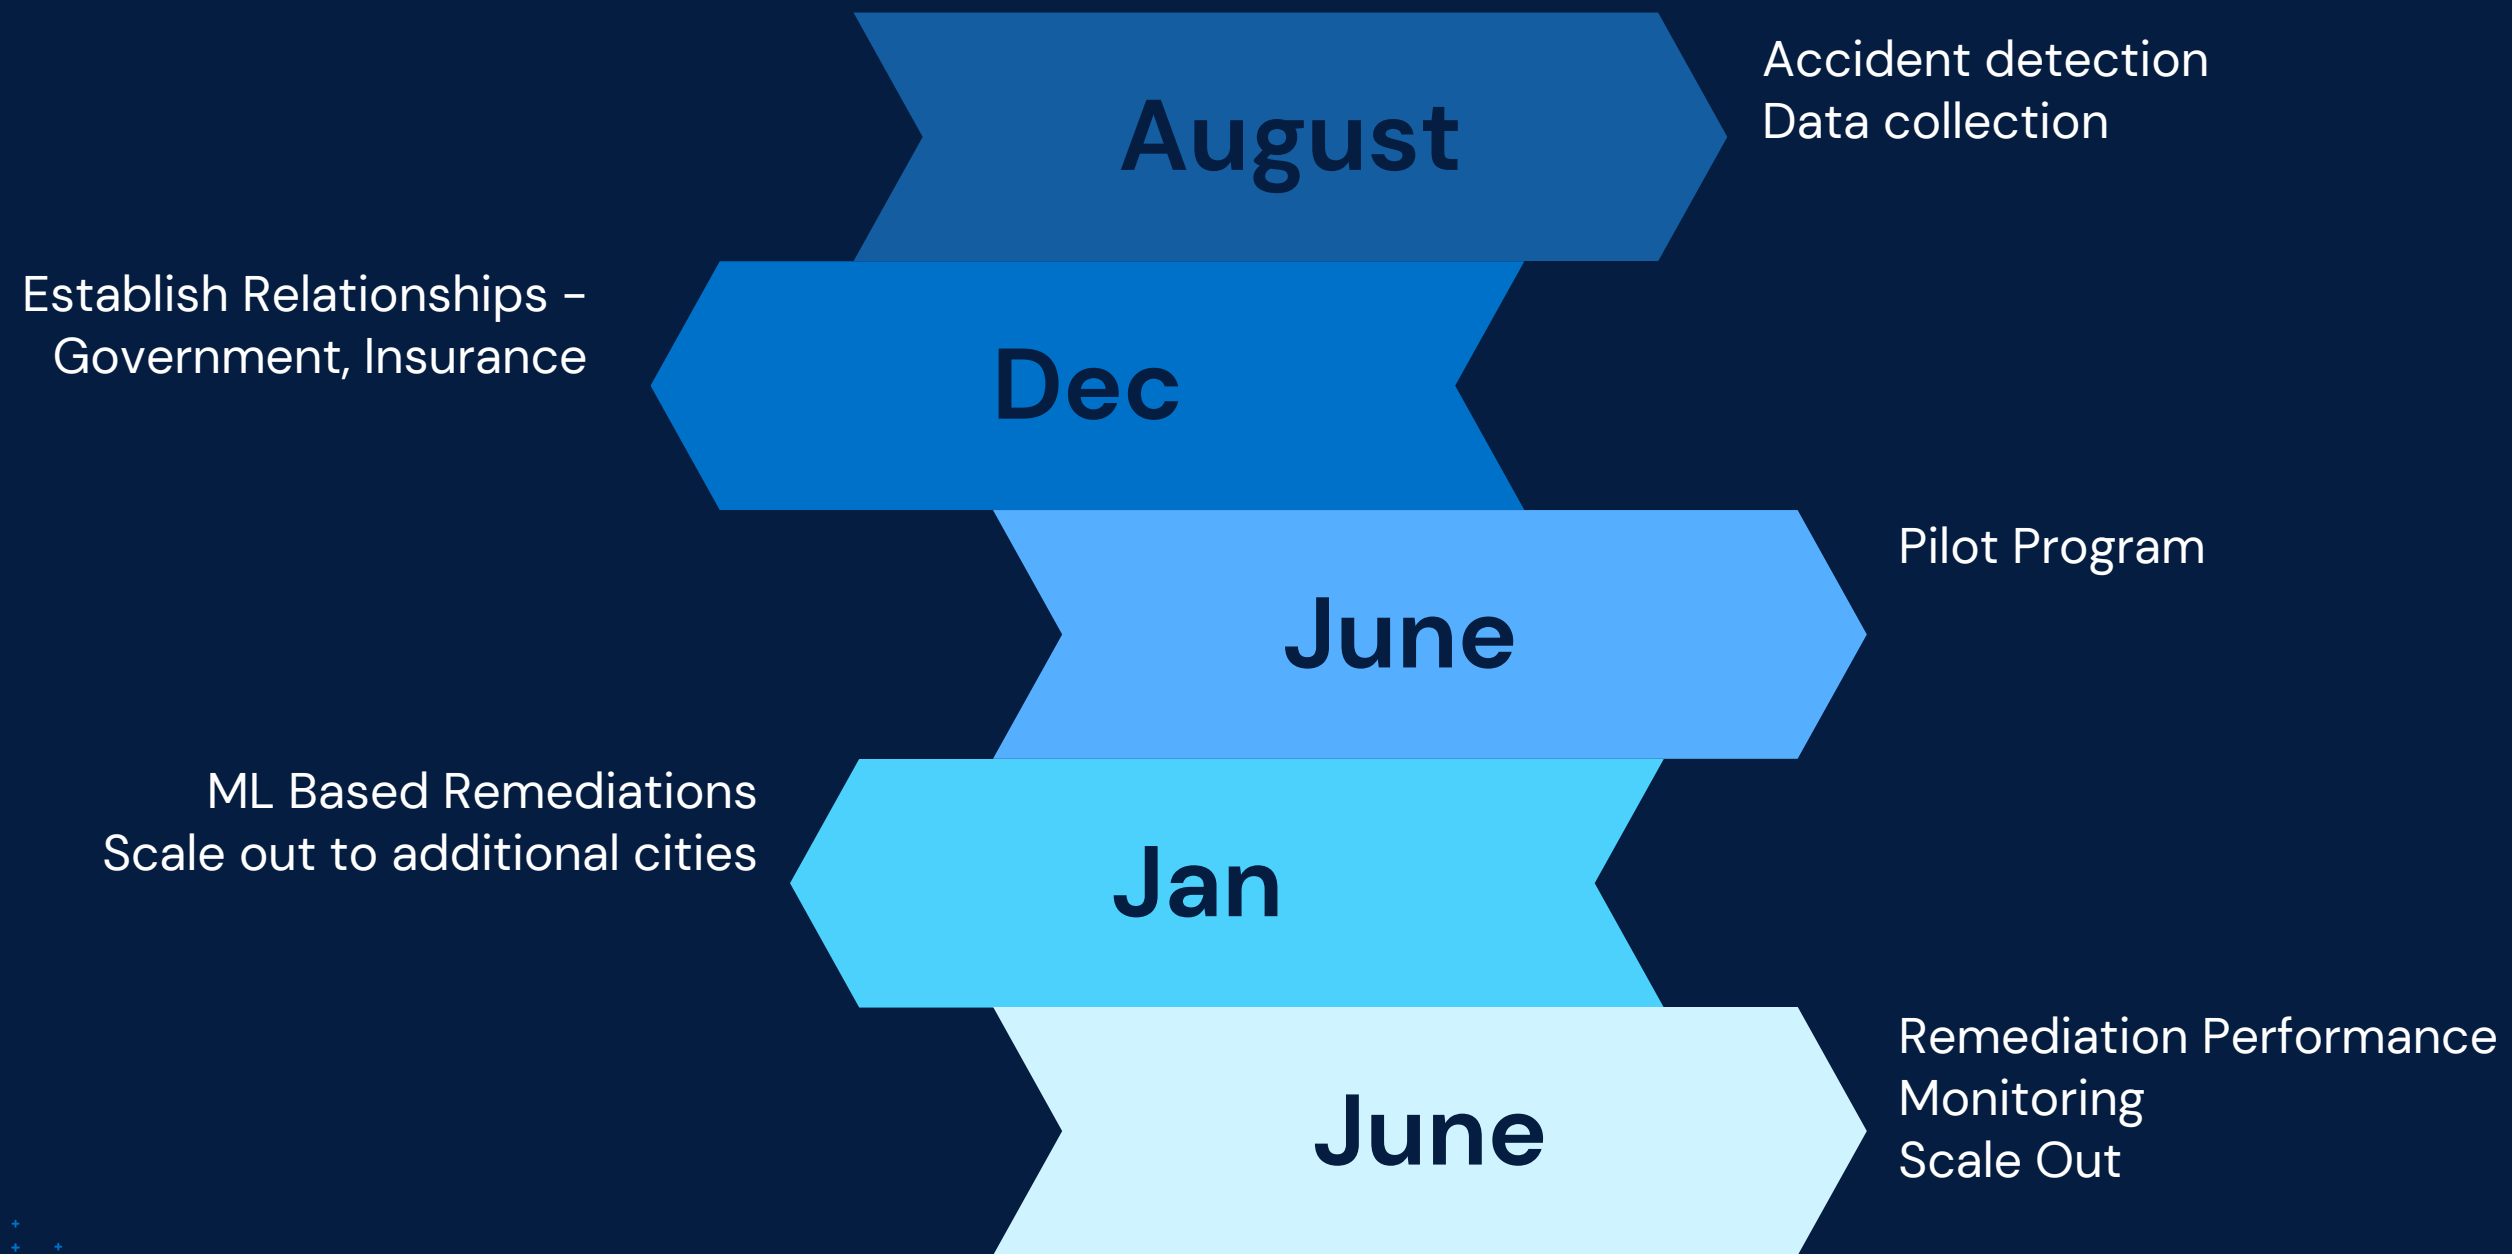 August
Accident detection
Data collection
Establish Relationships -
Government, Insurance
Dec
June
Pilot Program
ML Based Remediations
Scale out to additional cities
Jan
June
Remediation Performance
Monitoring
Scale Out